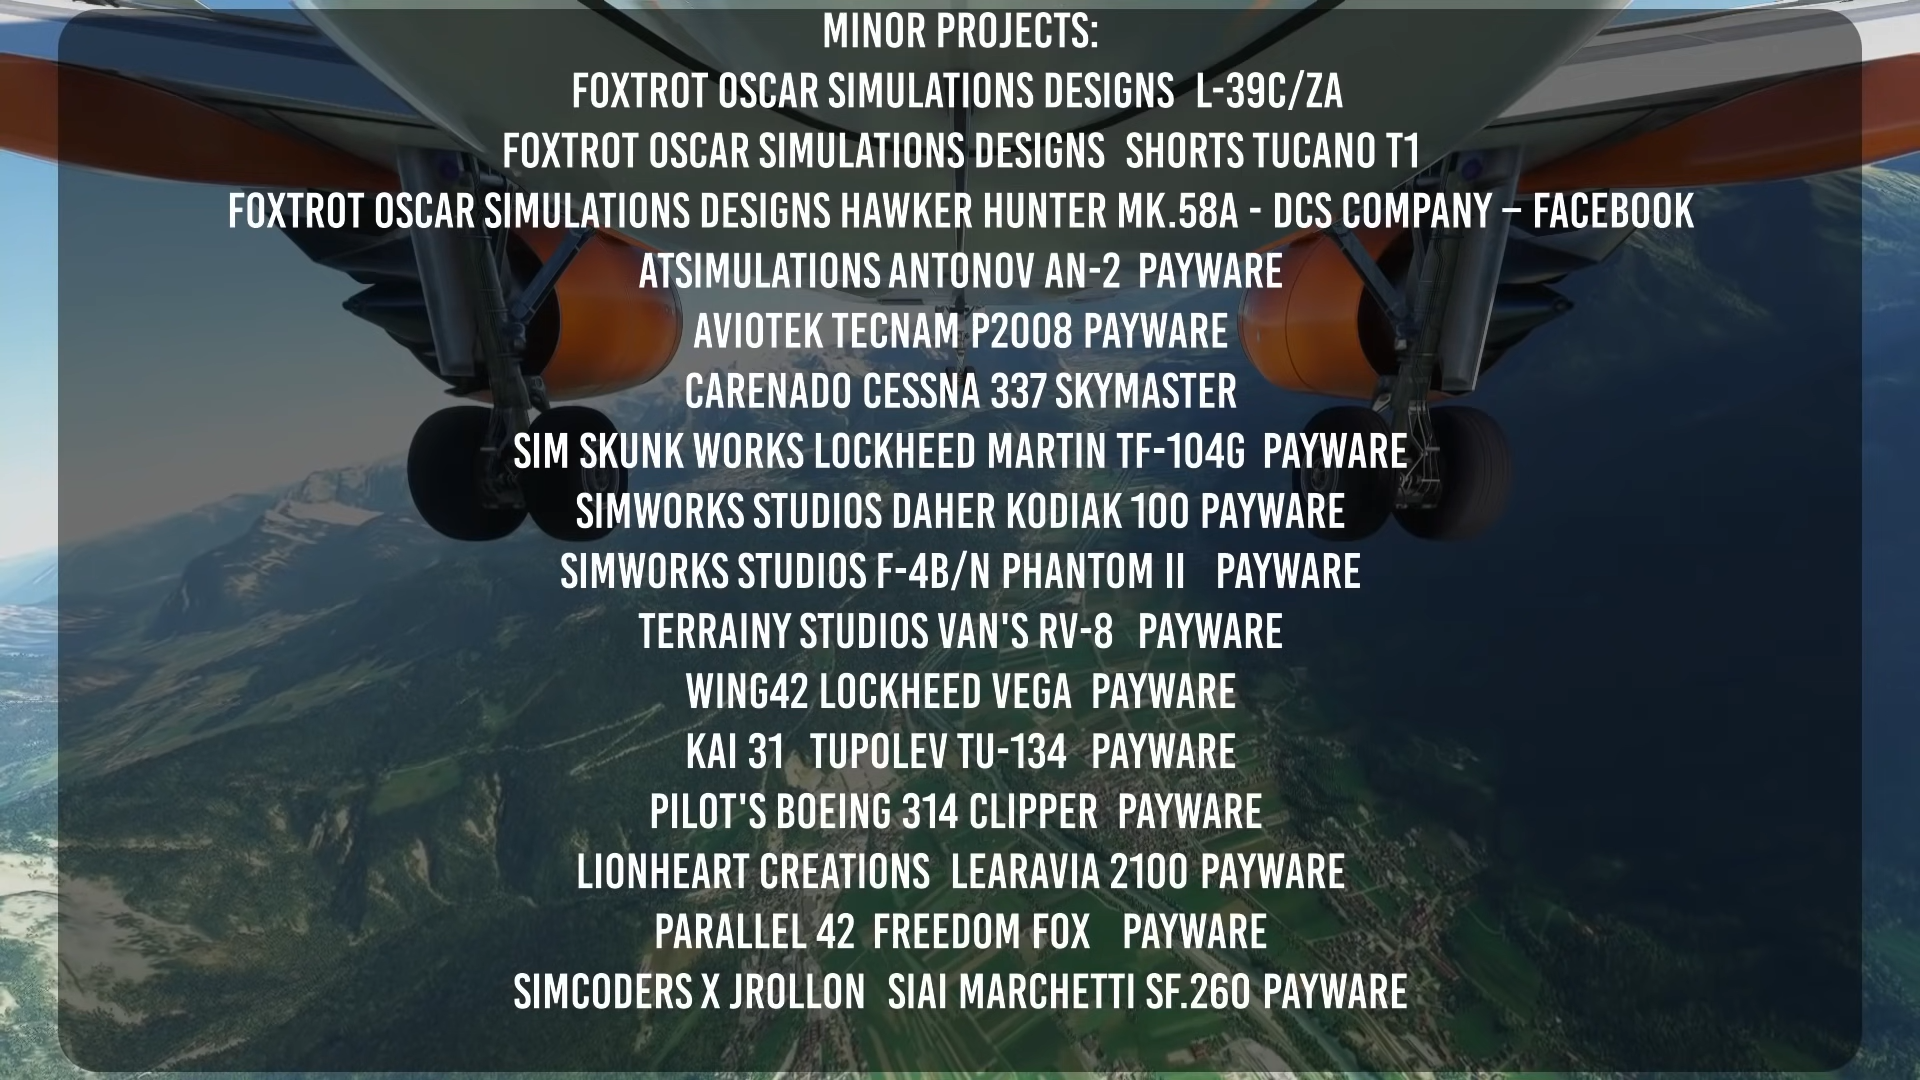 MINOR PROJECTS:
FOXTROT OSCAR SIMULATIONS DESIGNS L-39C/ZA
FOXTROT OSCAR SIMULATIONS DESIGNS SHORTS TUCANO T1
FOXTROT OSCAR SIMULATIONS DESIGNS HAWKER HUNTER MK.58A - DCS COMPANY – FACEBOOK
ATSIMULATIONS ANTONOV AN-2 PAYWARE
AVIOTEK TECNAM P2008 PAYWARE
CARENADO CESSNA 337 SKYMASTER
SIM SKUNK WORKS LOCKHEED MARTIN TF-104G PAYWARE
SIMWORKS STUDIOS DAHER KODIAK 100 PAYWARE
SIMWORKS STUDIOS F-4B/N PHANTOM II PAYWARE
TERRAINY STUDIOS VAN'S RV-8 PAYWARE
WING42 LOCKHEED VEGA PAYWARE
KAI 31 TUPOLEV TU-134 PAYWARE
PILOT'S BOEING 314 CLIPPER PAYWARE
LIONHEART CREATIONS LEARAVIA 2100 PAYWARE
PARALLEL 42 FREEDOM FOX PAYWARE
SIMCODERS X JROLLON SIAI MARCHETTI SF.260 PAYWARE